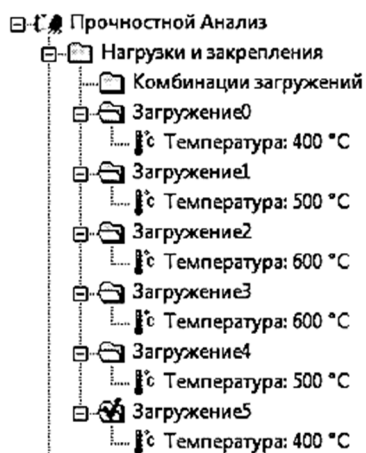 Прочностной Анализ
Нагрузки и закрепления
Комбинации загружений
Загружение0
Температура: 400 °C
Загружение1
Температура: 500 °C
Загружение2
Температура: 600 °C
Загружение3
Температура: 600 °C
Загружение4
Температура: 500 °C
Загружение5
Температура: 400 °C